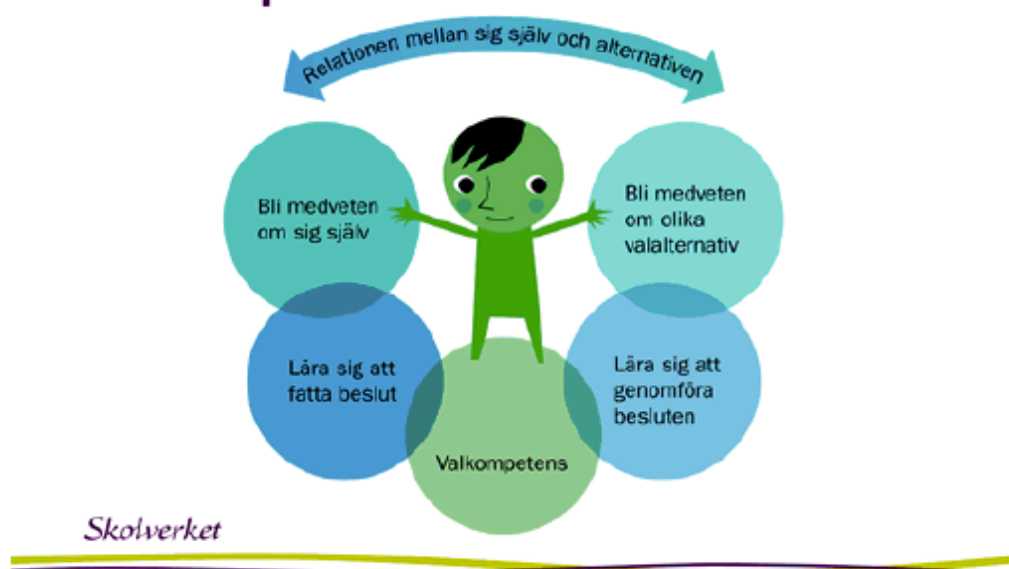 Relationen mellan sig själv och alternativen
Bli medveten
om sig själv
Bli medveten
om olika
valalternativ
Lära sig att
fatta beslut
Lära sig att
genomföra
besluten
Valkompetens
Skolverket